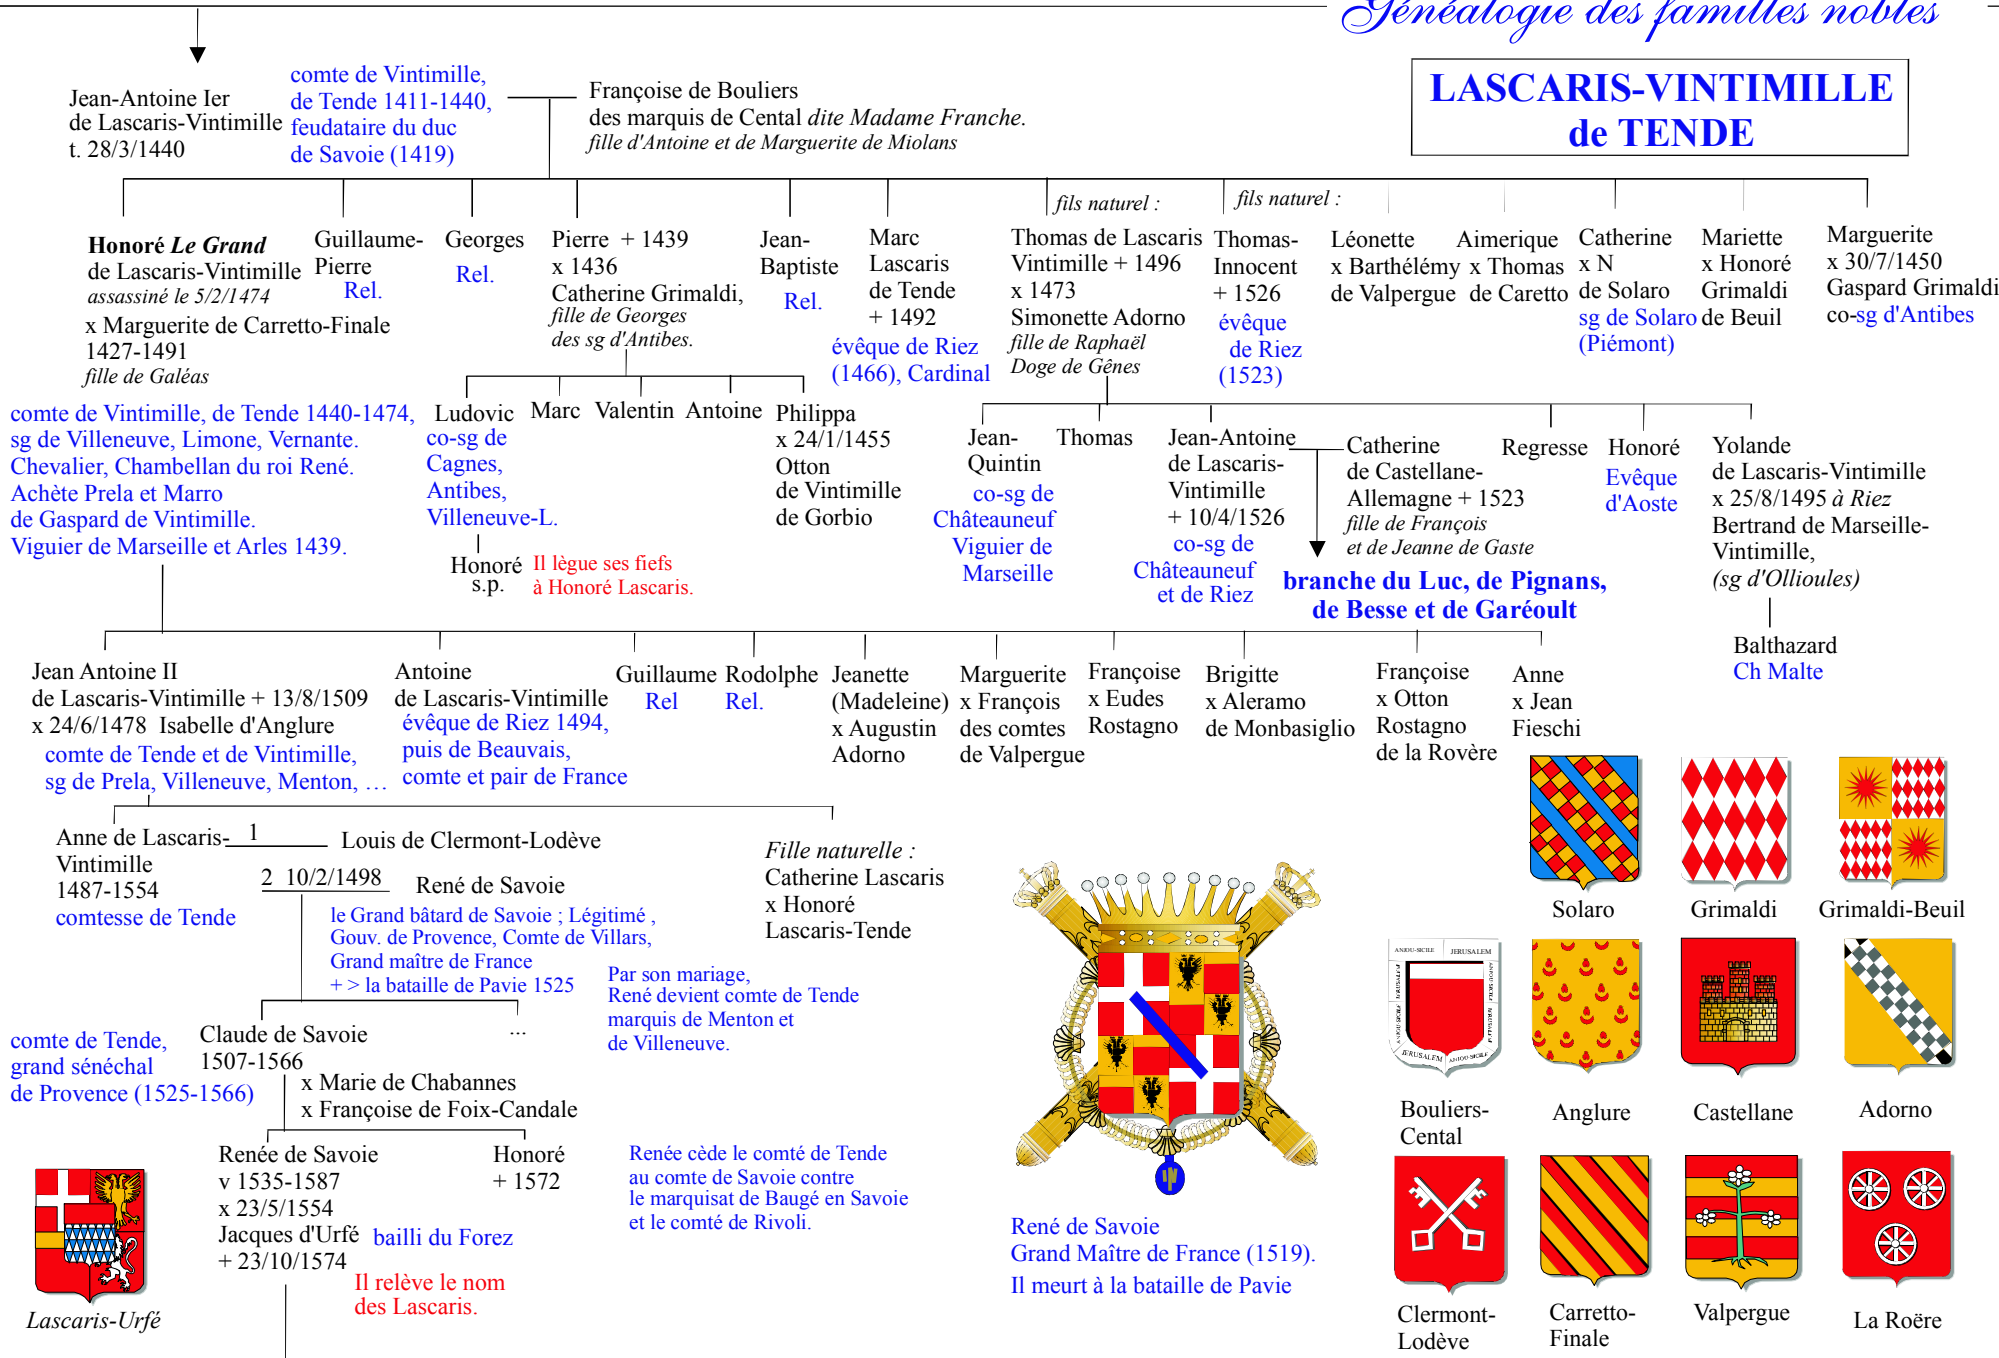 Généalogie des familles nobles
LASCARIS-VINTIMILLE
de TENDE
Jean-Antoine Ier
de Lascaris-Vintimille
t. 28/3/1440
comte de Vintimille,
de Tende 1411-1440,
feudataire du duc
de Savoie (1419)
Françoise de Bouliers
des marquis de Cental dite Madame Franche.
fille d'Antoine et de Marguerite de Miolans
Honoré Le Grand
de Lascaris-Vintimille
assassiné le 5/2/1474
x Marguerite de Carretto-Finale
1427-1491
fille de Galéas
comte de Vintimille, de Tende 1440-1474,
sg de Villeneuve, Limone, Vernante.
Chevalier, Chambellan du roi René.
Achète Prela et Marro
de Gaspard de Vintimille.
Viguier de Marseille et Arles 1439.
Guillaume-
Pierre
Rel.
Georges
Rel.
Pierre + 1439
x 1436
Catherine Grimaldi,
fille de Georges
des sg d'Antibes.
Jean-
Baptiste
Rel.
Marc
Lascaris
de Tende
+ 1492
évêque de Riez
(1466), Cardinal
fils naturel :
Thomas de Lascaris
Vintimille + 1496
x 1473
Simonette Adorno
fille de Raphaël
Doge de Gênes
fils naturel :
Thomas-
Innocent
+ 1526
évêque
de Riez
(1523)
Léonette
x Barthélémy
de Valpergue
Aimerique
x Thomas
de Caretto
Catherine
x N
de Solaro
sg de Solaro
(Piémont)
Mariette
x Honoré
Grimaldi
de Beuil
Marguerite
x 30/7/1450
Gaspard Grimaldi
co-sg d'Antibes
Ludovic
co-sg de
Cagnes,
Antibes,
Villeneuve-L.
Marc
Valentin
Antoine
Philippa
x 24/1/1455
Otton
de Vintimille
de Gorbio
Honoré
s.p.
Il lègue ses fiefs
à Honoré Lascaris.
Jean-
Quintin
co-sg de
Châteauneuf
Viguier de
Marseille
Thomas
Jean-Antoine
de Lascaris-
Vintimille
+ 10/4/1526
co-sg de
Châteauneuf
et de Riez
Catherine
de Castellane-
Allemagne + 1523
fille de François
et de Jeanne de Gaste
branche du Luc, de Pignans,
de Besse et de Garéoult
Regresse
Honoré
Evêque
d'Aoste
Yolande
de Lascaris-Vintimille
x 25/8/1495 à Riez
Bertrand de Marseille-
Vintimille,
(sg d'Ollioules)
Balthazard
Ch Malte
Jean Antoine II
de Lascaris-Vintimille + 13/8/1509
x 24/6/1478 Isabelle d'Anglure
comte de Tende et de Vintimille,
sg de Prela, Villeneuve, Menton, …
Antoine
de Lascaris-Vintimille
évêque de Riez 1494,
puis de Beauvais,
comte et pair de France
Guillaume
Rel
Rodolphe
Rel.
Jeanette
(Madeleine)
x Augustin
Adorno
Marguerite
x François
des comtes
de Valpergue
Françoise
x Eudes
Rostagno
Brigitte
x Aleramo
de Monbasiglio
Françoise
x Otton
Rostagno
de la Rovère
Anne
x Jean
Fieschi
Anne de Lascaris-
Vintimille
1487-1554
comtesse de Tende
1
Louis de Clermont-Lodève
2 10/2/1498
René de Savoie
le Grand bâtard de Savoie ; Légitimé ,
Gouv. de Provence, Comte de Villars,
Grand maître de France
+ > la bataille de Pavie 1525
Fille naturelle :
Catherine Lascaris
x Honoré
Lascaris-Tende
Par son mariage,
René devient comte de Tende
marquis de Menton et
de Villeneuve.
comte de Tende,
grand sénéchal
de Provence (1525-1566)
Claude de Savoie
1507-1566
...
x Marie de Chabannes
x Françoise de Foix-Candale
Renée de Savoie
v 1535-1587
x 23/5/1554
Jacques d'Urfé
+ 23/10/1574
bailli du Forez
Il relève le nom
des Lascaris.
Honoré
+ 1572
Renée cède le comté de Tende
au comte de Savoie contre
le marquisat de Baugé en Savoie
et le comté de Rivoli.
Lascaris-Urfé
René de Savoie
Grand Maître de France (1519).
Il meurt à la bataille de Pavie
Solaro
Grimaldi
Grimaldi-Beuil
ANJOU-SICILE
JERUSALEM
JERUSALEM
ANJOU-SICILE
ANJOU-SICILE
JERUSALEM
JERUSALEM
ANJOU-SICILE
Bouliers-
Cental
Anglure
Castellane
Adorno
Clermont-
Lodève
Carretto-
Finale
Valpergue
La Roëre